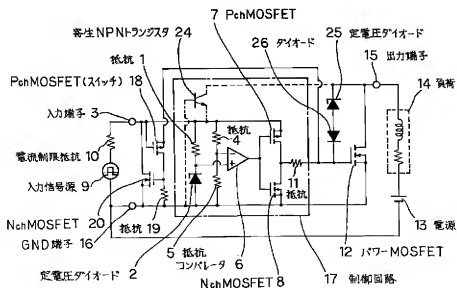 7 PchMOSFET
寄生NPNトランジスタ 24
25 定電圧ダイオード
26 ダイオード
15 出力端子
抵抗 1
14 負荷
PchMOSFET(スイッチ)
18
入力端子 3
抵抗
4
電流制限抵抗
10
11
抵抗
入力信号源 9
20 抵抗 19
NchMOSFET
GND端子
16
5 抵抗
コンパレータ 6
13 電源
12 パワーMOSFET
定電圧ダイオード 2
NchMOSFET 8
17 制御回路